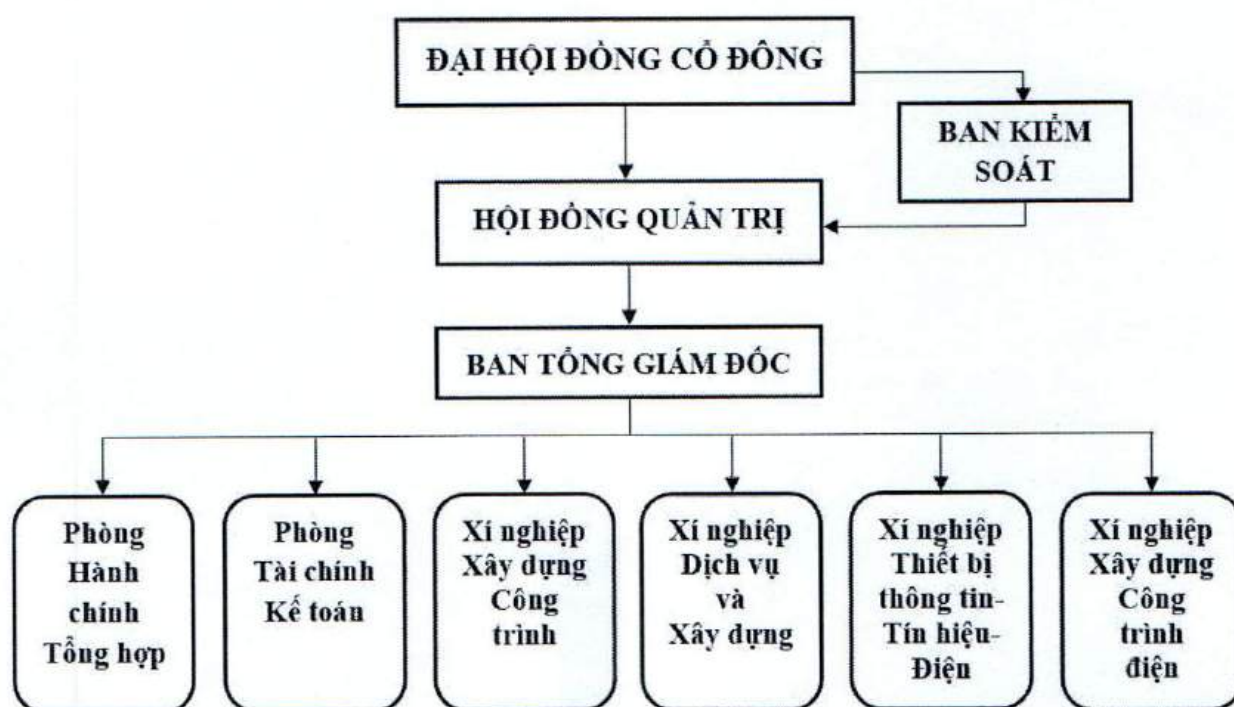 ĐẠI HỘI ĐỒNG CỔ ĐÔNG
BAN KIỂM
SOÁT
HỘI ĐỒNG QUẢN TRỊ
BAN TỔNG GIÁM ĐỐC
Phòng
Hành
chính
Tổng hợp
Phòng
Tài chính
Kế toán
Xí nghiệp
Xây dựng
Công
trình
Xí nghiệp
Dịch vụ
và
Xây dựng
Xí nghiệp
Thiết bị
thông tin-
Tín hiệu-
Điện
Xí nghiệp
Xây dựng
Công
trình
điện